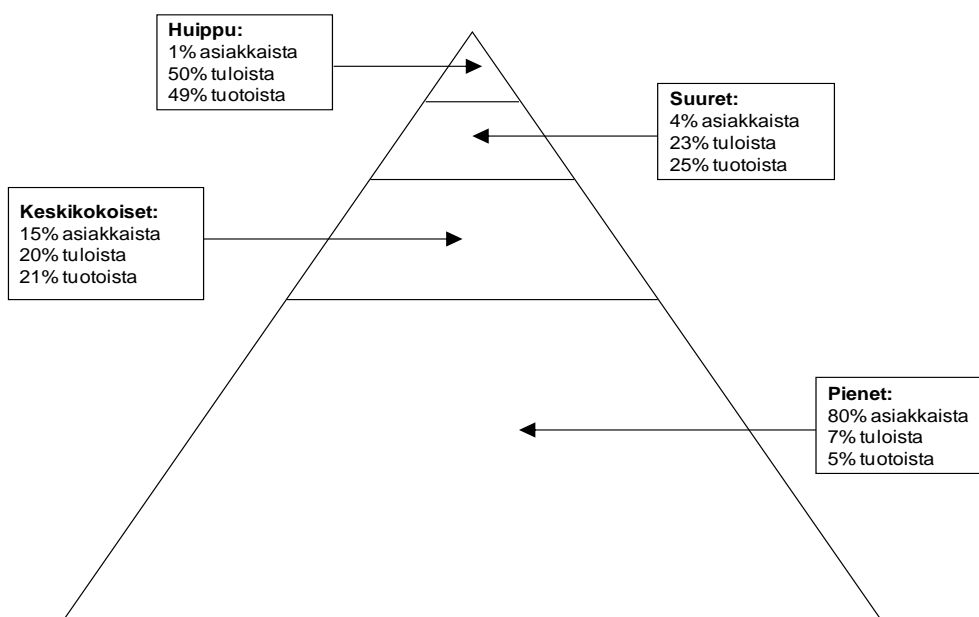 Huippu:
1% asiakkaista
50% tuloista
49% tuotoista
Suuret:
4% asiakkaista
23% tuloista
25% tuotoista
Keskikokoiset:
15% asiakkaista
20% tuloista
21% tuotoista
Pienet:
80% asiakkaista
7% tuloista
5% tuotoista